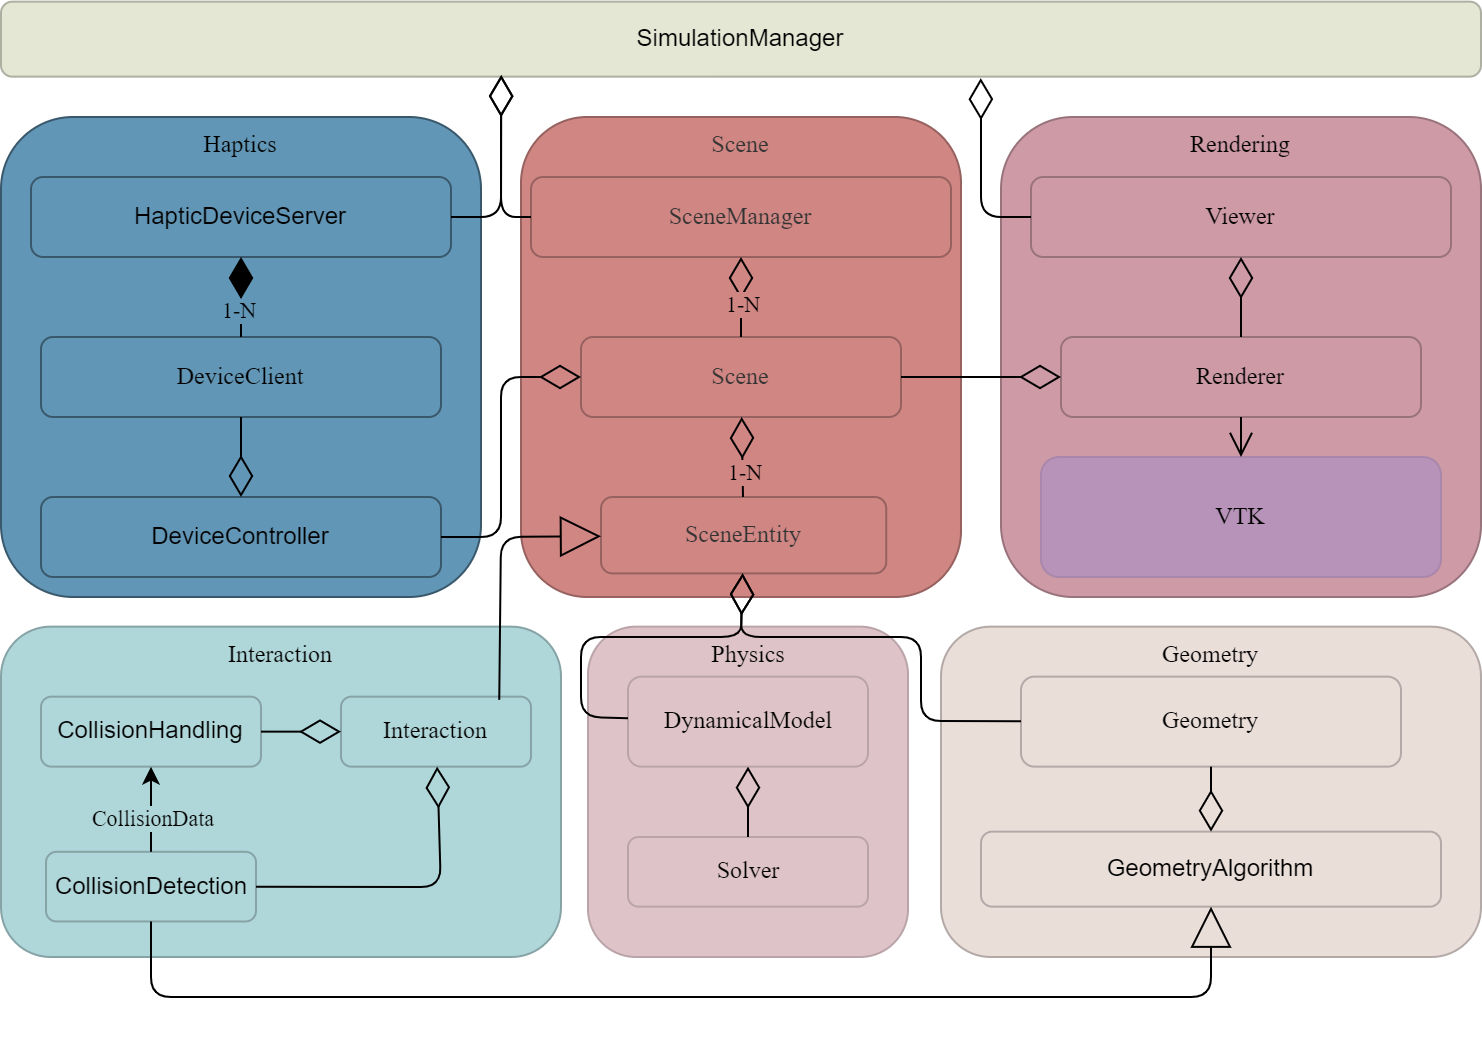 SimulationManager
Haptics
Scene
Rendering
HapticDeviceServer
SceneManager
Viewer
1-N
1-N
DeviceClient
Scene
Renderer
1-N
DeviceController
SceneEntity
VTK
Interaction
Physics
Geometry
CollisionHandling
Interaction
DynamicalModel
Geometry
CollisionData
CollisionDetection
Solver
GeometryAlgorithm